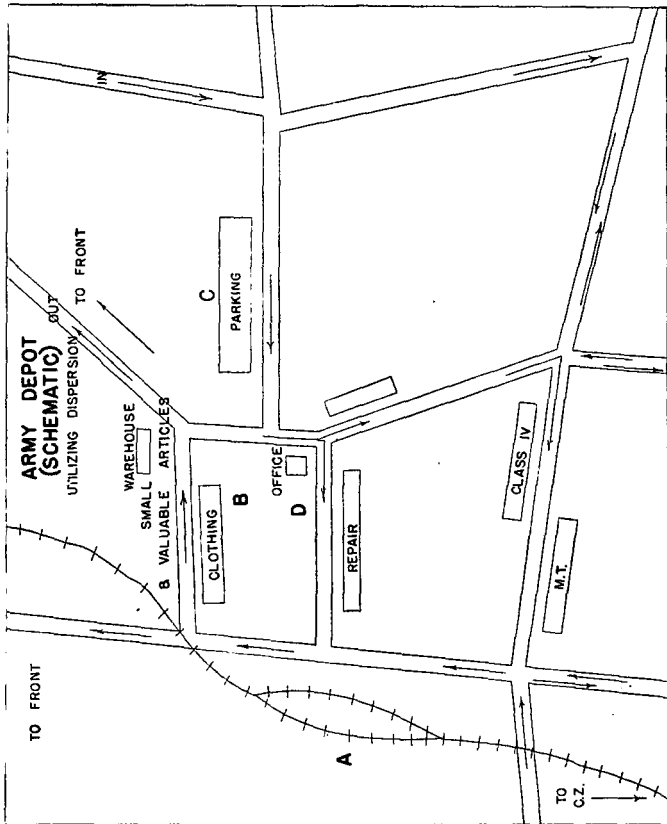 ARMY DEPOT
(SCHEMATIC)
UTILIZING DISPERSION
OUT
TO FRONT
IN
TO FRONT
WAREHOUSE
SMALL
& VALUABLE ARTICLES
C
PARKING
CLOTHING
B
OFFICE
D
REPAIR
CLASS IV
M.T.
A
TO
C.Z.